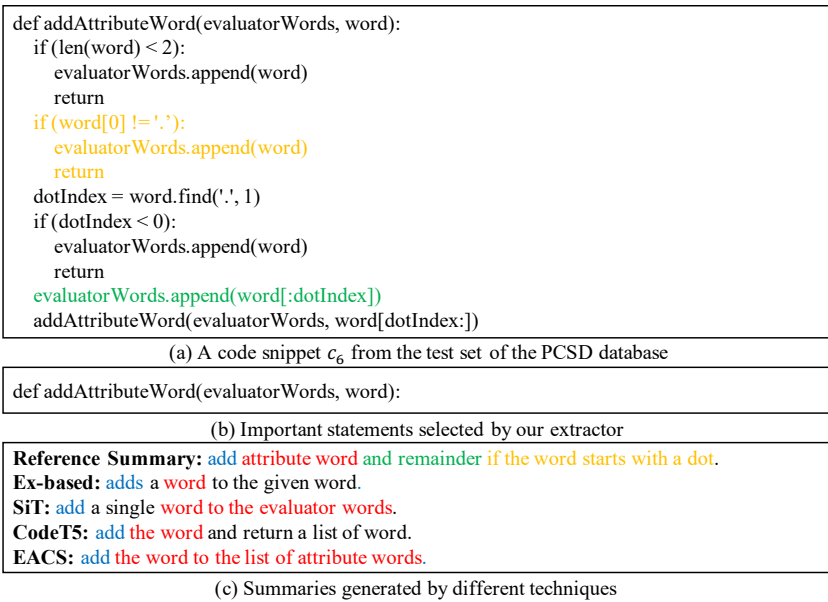 def addAttributeWord(evaluatorWords, word):
if (len(word) < 2):
evaluatorWords.append(word)
return
if (word[0] != '.’):
evaluatorWords.append(word)
return
dotIndex = word.find('.', 1)
if (dotIndex < 0):
evaluatorWords.append(word)
return
evaluatorWords.append(word[:dotIndex])
addAttributeWord(evaluatorWords, word[dotIndex:])
(a) A code snippet c₆ from the test set of the PCSD database
def addAttributeWord(evaluatorWords, word):
(b) Important statements selected by our extractor
Reference Summary: add attribute word and remainder if the word starts with a dot.
Ex-based: adds a word to the given word.
SiT: add a single word to the evaluator words.
CodeT5: add the word and return a list of word.
EACS: add the word to the list of attribute words.
(c) Summaries generated by different techniques